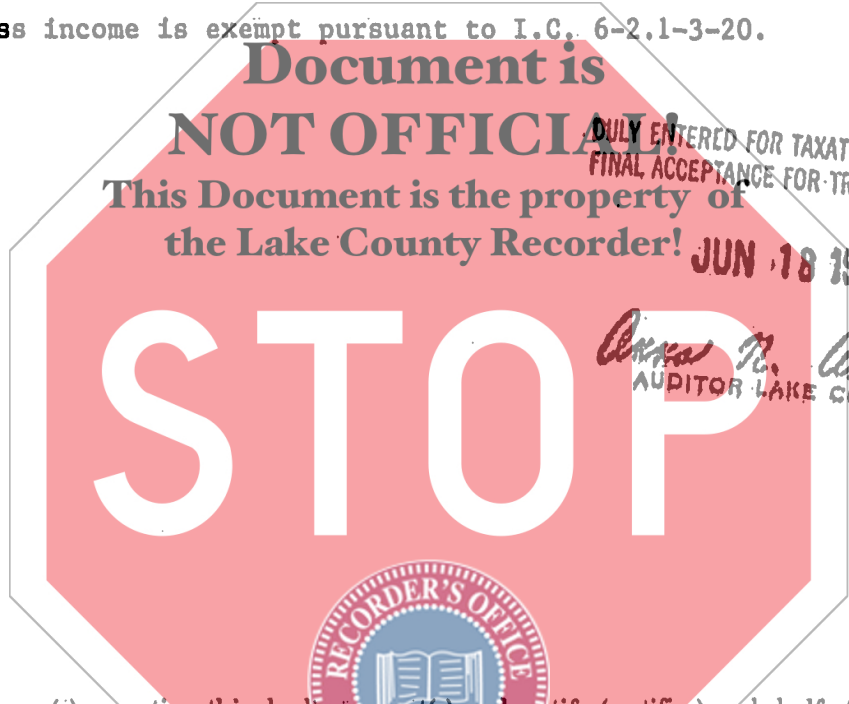 ss income is exempt pursuant to I.C. 6-2.1-3-20.
Document is
NOT OFFICIAL!
This Document is the property of
the Lake County Recorder!
DULY ENTERED FOR TAXAT
FINAL ACCEPTANCE FOR TR
JUN 18 19
STOP
AUDITOR LAKE C
RECORDER'S OFFICE